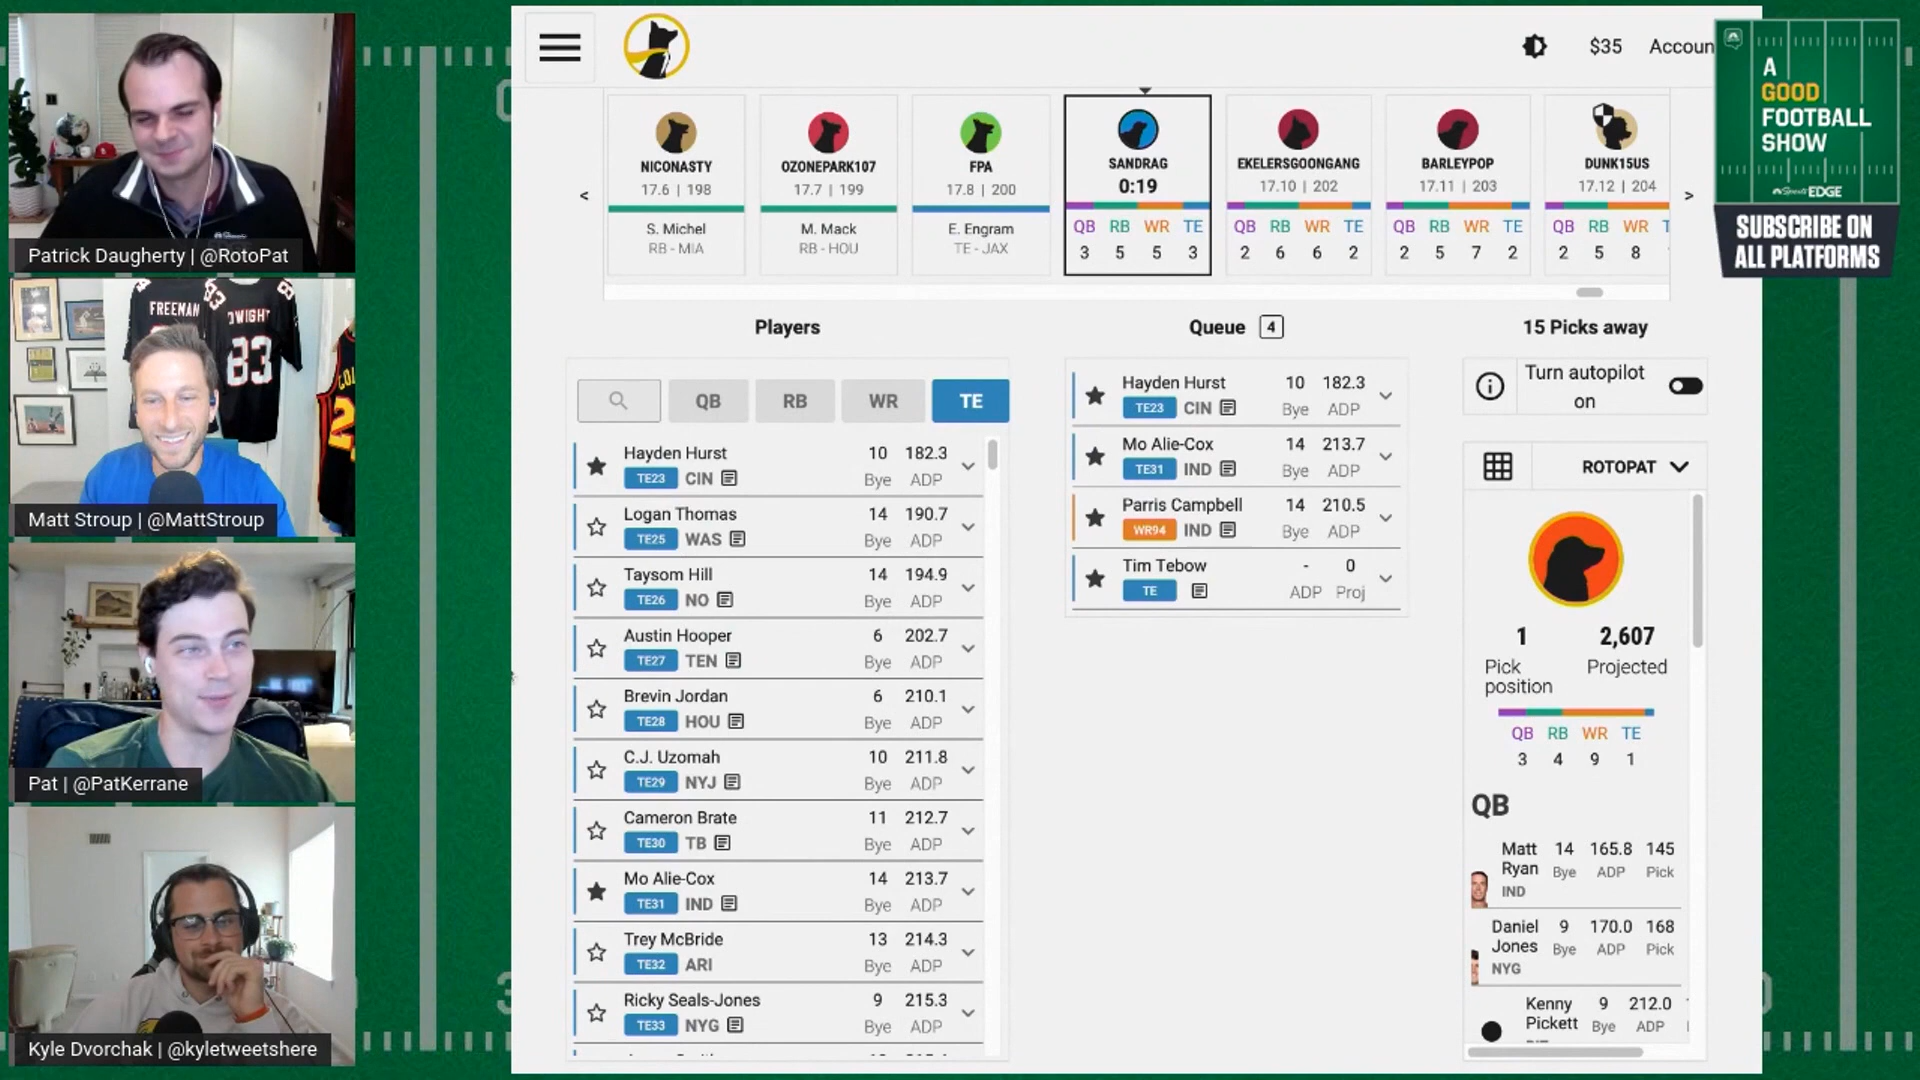 Patrick Daugherty | @RotoPat
FREEMAN
DWIGHT
83
83
Matt Stroup | @MattStroup
Pat | @PatKerrane
Kyle Dvorchak | @kyletweetshere
$35
Accoun
<
NICONASTY
17.6 | 198
S. Michel
RB - MIA
OZONEPARK107
17.7 | 199
M. Mack
RB - HOU
FPA
17.8 | 200
E. Engram
TE - JAX
SANDRAG
0:19
QB RB WR TE
3 5 5 3
EKELERSGOONGANG
17.10 | 202
QB RB WR TE
2 6 6 2
BARLEYPOP
17.11 | 203
QB RB WR TE
2 5 7 2
DUNK15US
17.12 | 204
QB RB WR T
2 5 8
>
Players
QB
RB
WR
TE
Hayden Hurst 10 182.3
TE23 CIN Bye ADP
Logan Thomas 14 190.7
TE25 WAS Bye ADP
Taysom Hill 14 194.9
TE26 NO Bye ADP
Austin Hooper 6 202.7
TE27 TEN Bye ADP
Brevin Jordan 6 210.1
TE28 HOU Bye ADP
C.J. Uzomah 10 211.8
TE29 NYJ Bye ADP
Cameron Brate 11 212.7
TE30 TB Bye ADP
Mo Alie-Cox 14 213.7
TE31 IND Bye ADP
Trey McBride 13 214.3
TE32 ARI Bye ADP
Ricky Seals-Jones 9 215.3
TE33 NYG Bye ADP
Queue 4
Hayden Hurst 10 182.3
TE23 CIN Bye ADP
Mo Alie-Cox 14 213.7
TE31 IND Bye ADP
Parris Campbell 14 210.5
WR94 IND Bye ADP
Tim Tebow - 0
TE ADP Proj
15 Picks away
Turn autopilot
on
ROTOPAT
1 2,607
Pick Projected
position
QB RB WR TE
3 4 9 1
QB
Matt 14 165.8 145
Ryan Bye ADP Pick
IND
Daniel 9 170.0 168
Jones Bye ADP Pick
NYG
Kenny 9 212.0
Pickett Bye ADP
A
GOOD
FOOTBALL
SHOW
Sports EDGE
SUBSCRIBE ON
ALL PLATFORMS